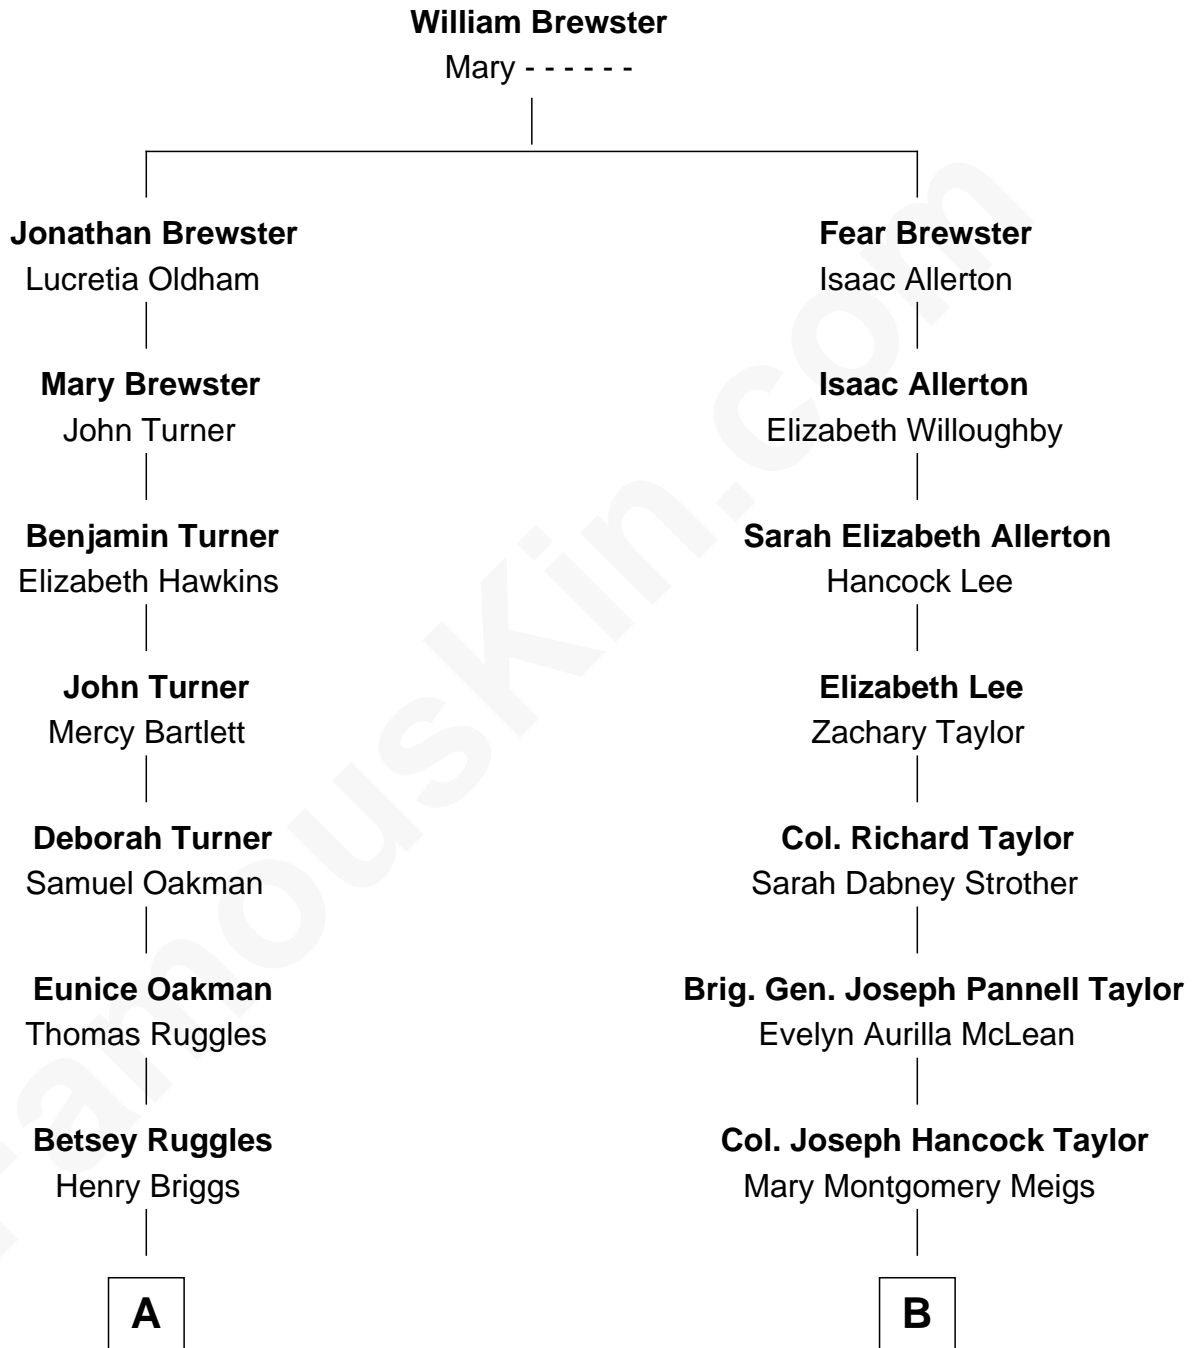 William Brewster
Mary - - - - - -
Jonathan Brewster
Lucretia Oldham
Fear Brewster
Isaac Allerton
Mary Brewster
John Turner
Isaac Allerton
Elizabeth Willoughby
Benjamin Turner
Elizabeth Hawkins
Sarah Elizabeth Allerton
Hancock Lee
John Turner
Mercy Bartlett
Elizabeth Lee
Zachary Taylor
Deborah Turner
Samuel Oakman
Col. Richard Taylor
Sarah Dabney Strother
Eunice Oakman
Thomas Ruggles
Brig. Gen. Joseph Pannell Taylor
Evelyn Aurilla McLean
Betsey Ruggles
Henry Briggs
Col. Joseph Hancock Taylor
Mary Montgomery Meigs
A
B
FamousKin.com